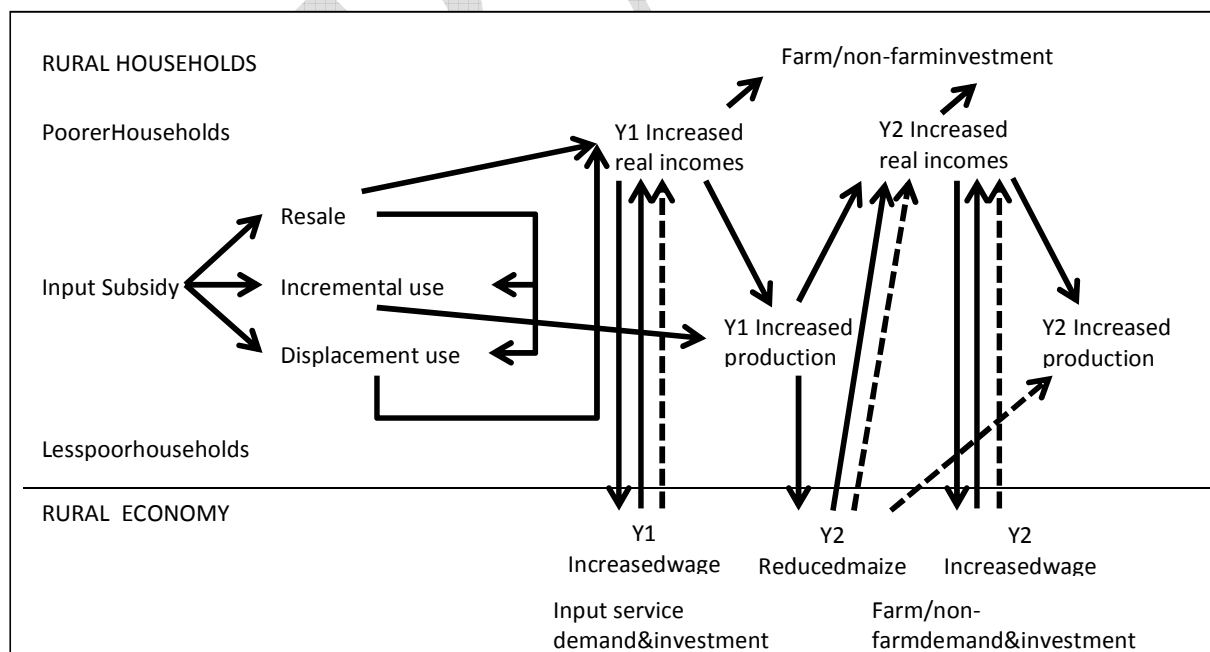 RURAL HOUSEHOLDS
Farm/non-farminvestment
PoorerHouseholds
Y1 Increased
real incomes
Y2 Increased
real incomes
Resale
Input Subsidy
Incremental use
Displacement use
Y1 Increased
production
Y2 Increased
production
Lesspoorhouseholds
RURAL ECONOMY
Y1
Increasedwage
Y2
Reducedmaize
Y2
Increasedwage
Input service
demand&investment
Farm/non-
farmdemand&investment